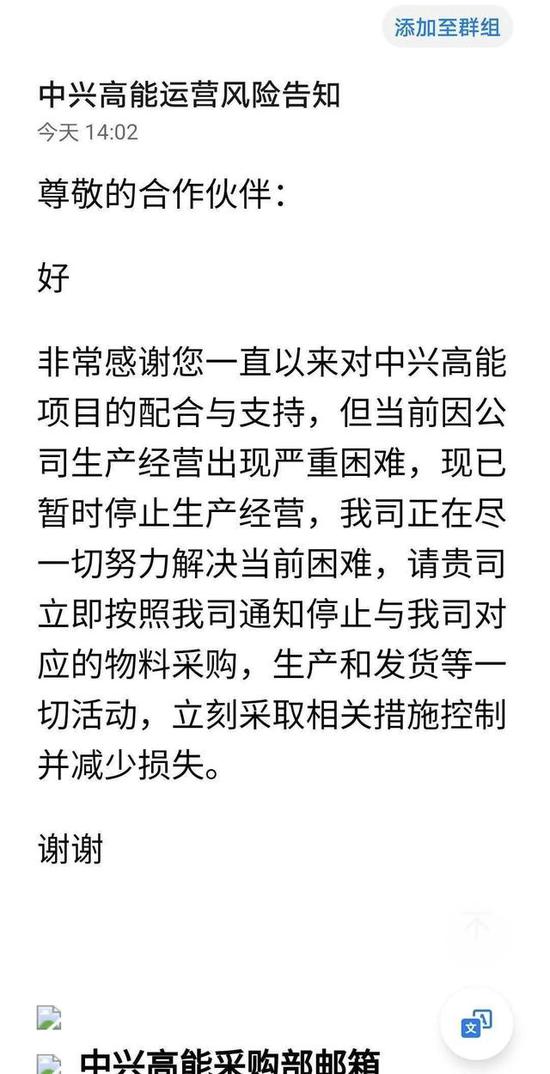 添加至群组
中兴高能运营风险告知
今天 14:02
尊敬的合作伙伴：
好
非常感谢您一直以来对中兴高能
项目的配合与支持，但当前因公
司生产经营出现严重困难，现已
暂时停止生产经营，我司正在尽
一切努力解决当前困难，请贵司
立即按照我司通知停止与我司对
应的物料采购，生产和发货等一
切活动，立刻采取相关措施控制
并减少损失。
谢谢
中兴高能采购部邮箱